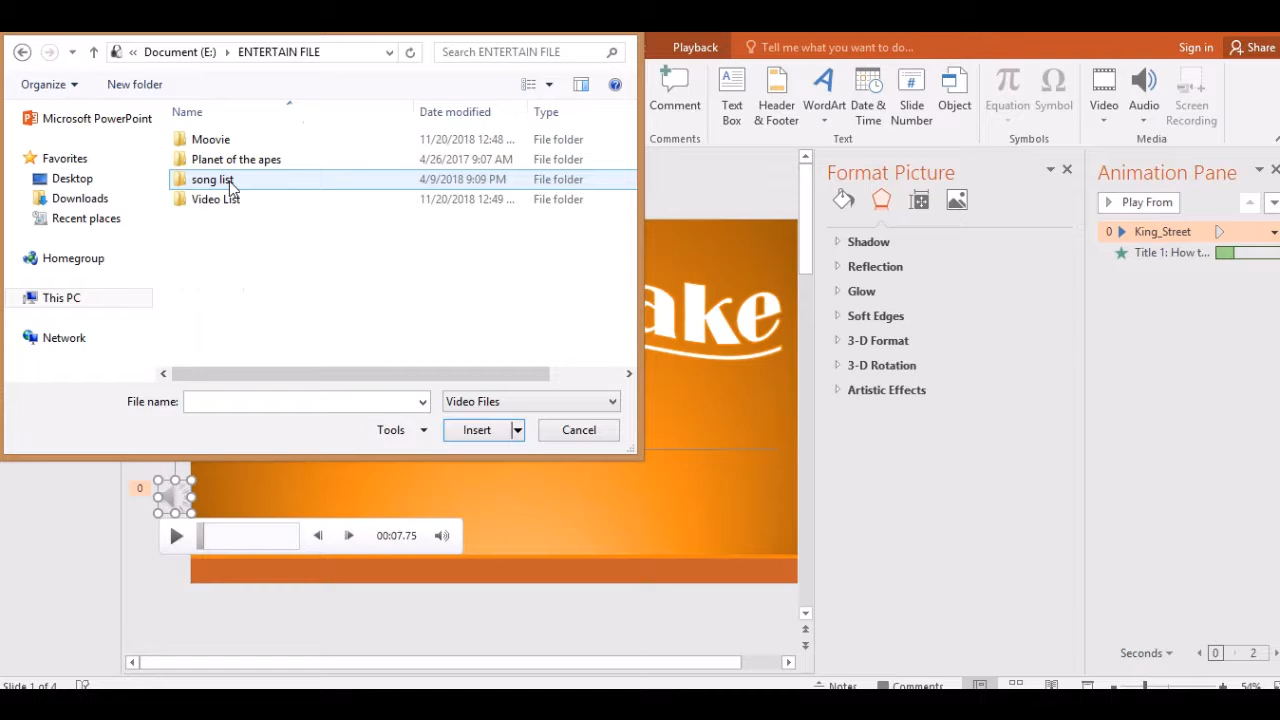 « Document (E:) ENTERTAIN FILE
Search ENTERTAIN FILE
Organize
New folder
Name
Date modified
Type
Microsoft PowerPoint
Favorites
Desktop
Downloads
Recent places
Homegroup
This PC
Network
Moovie 11/20/2018 12:48 ... File folder
Planet of the apes 4/26/2017 9:07 AM File folder
song list 4/9/2018 9:09 PM File folder
Video List 11/20/2018 12:49 ... File folder
File name:
Video Files
Tools
Insert
Cancel
Playback
Tell me what you want to do...
Sign in
Share
Comment
Text Box
Header & Footer
WordArt
Date & Time
Slide Number
Object
Equation
Symbol
Video
Audio
Screen Recording
Comments
Text
Symbols
Media
Format Picture
Shadow
Reflection
Glow
Soft Edges
3-D Format
3-D Rotation
Artistic Effects
Animation Pane
Play From
0 King_Street
Title 1: How t...
ake
0
00:07.75
Seconds
0
2
Slide 1 of 4
Notes
Comments
54%